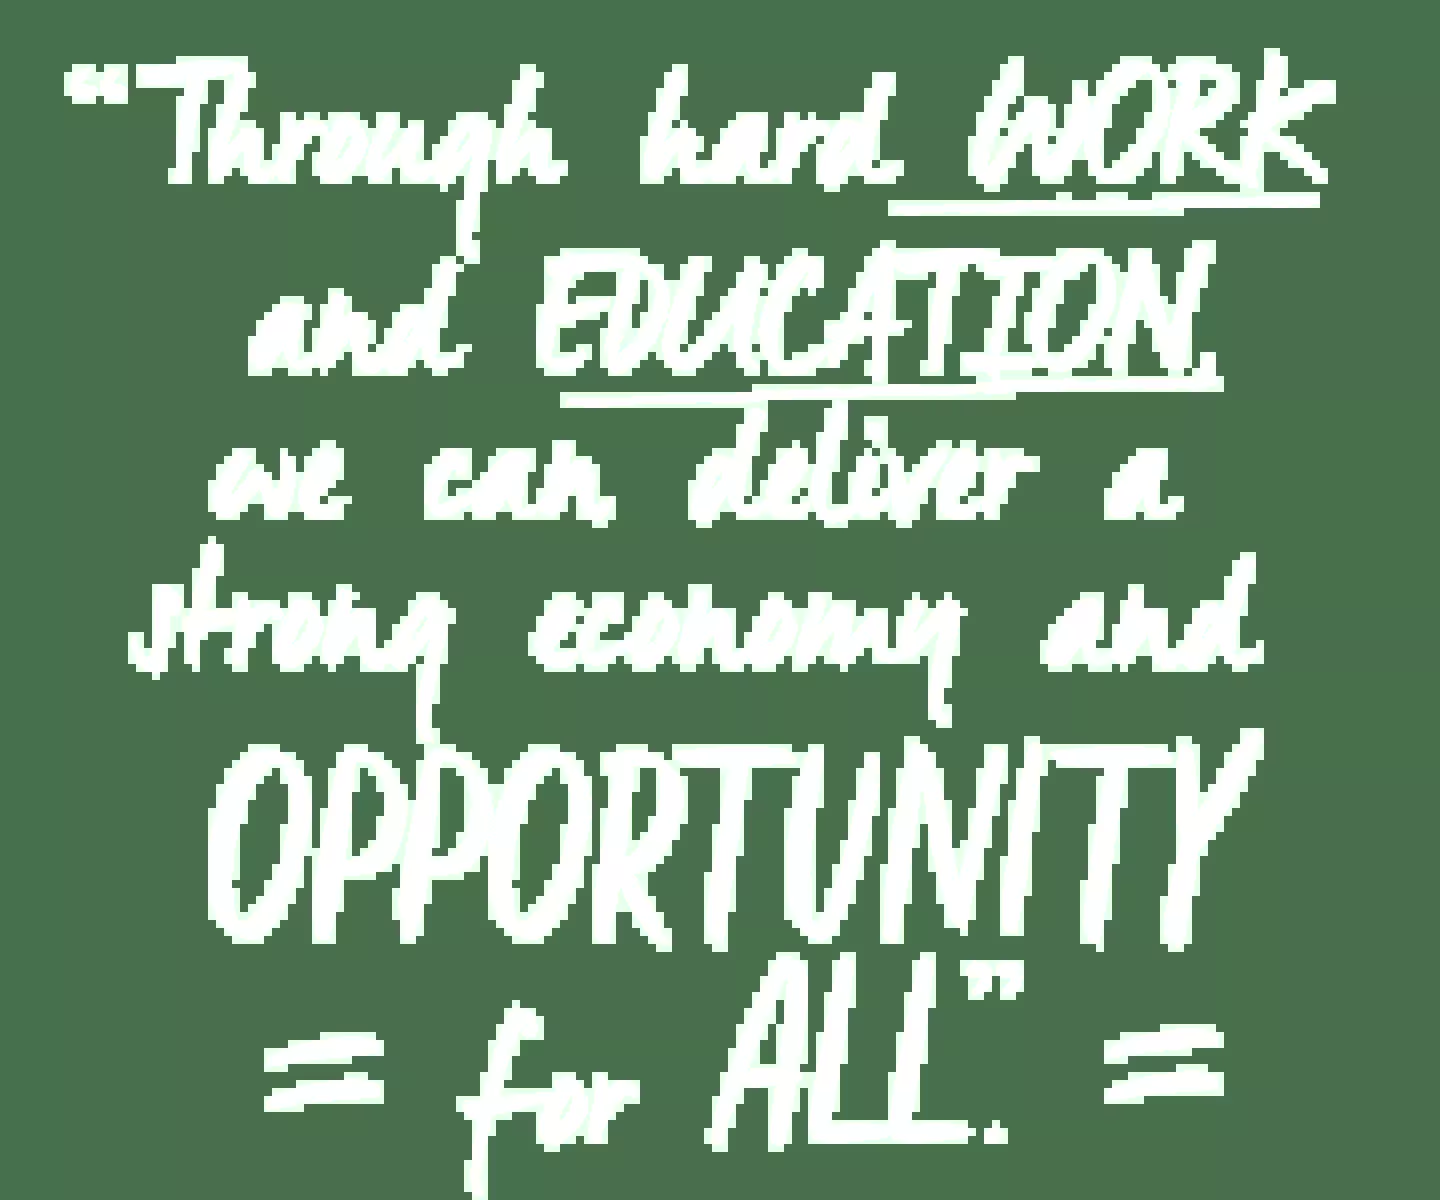 “Through hard WORK
and EDUCATION
we can deliver a
strong economy and
OPPORTUNITY
= for ALL.” =